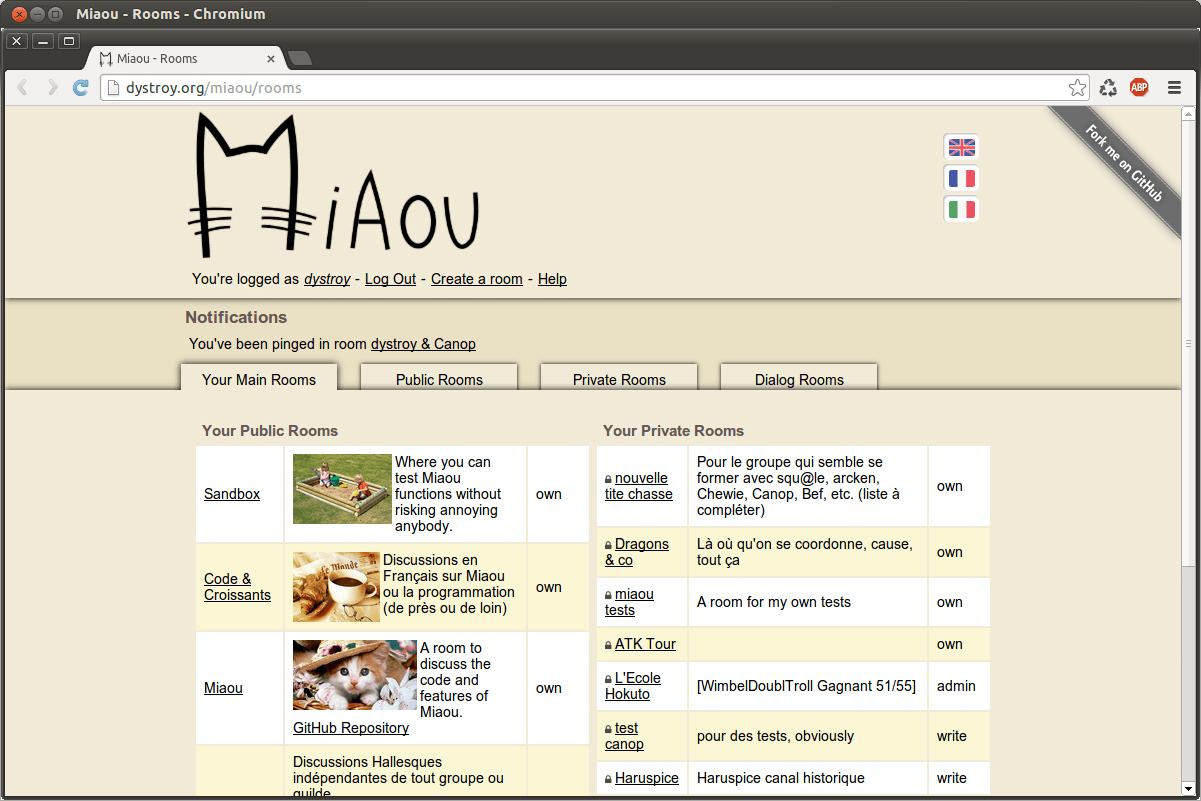 Miaou - Rooms - Chromium
Miaou - Rooms
dystroy.org/miaou/rooms
ABP
MiAou
Fork me on GitHub
You're logged as dystroy - Log Out - Create a room - Help
Notifications
You've been pinged in room dystroy & Canop
Your Main Rooms
Public Rooms
Private Rooms
Dialog Rooms
Your Public Rooms
Sandbox
Where you can
test Miaou
functions without
risking annoying
anybody.
own
Code &
Croissants
Le Monde
Discussions en
Français sur Miaou
ou la programmation
(de près ou de loin)
own
Miaou
A room to
discuss the
code and
features of
Miaou.
GitHub Repository
own
Discussions Hallesques
indépendantes de tout groupe ou
guilde
Your Private Rooms
nouvelle
tite chasse
Pour le groupe qui semble se
former avec squ@le, arcken,
Chewie, Canop, Bef, etc. (liste à
compléter)
own
Dragons
& co
Là où qu'on se coordonne, cause,
tout ça
own
miaou
tests
A room for my own tests
own
ATK Tour
own
L'Ecole
Hokuto
[WimbelDoublTroll Gagnant 51/55]
admin
test
canop
pour des tests, obviously
write
Haruspice
Haruspice canal historique
write